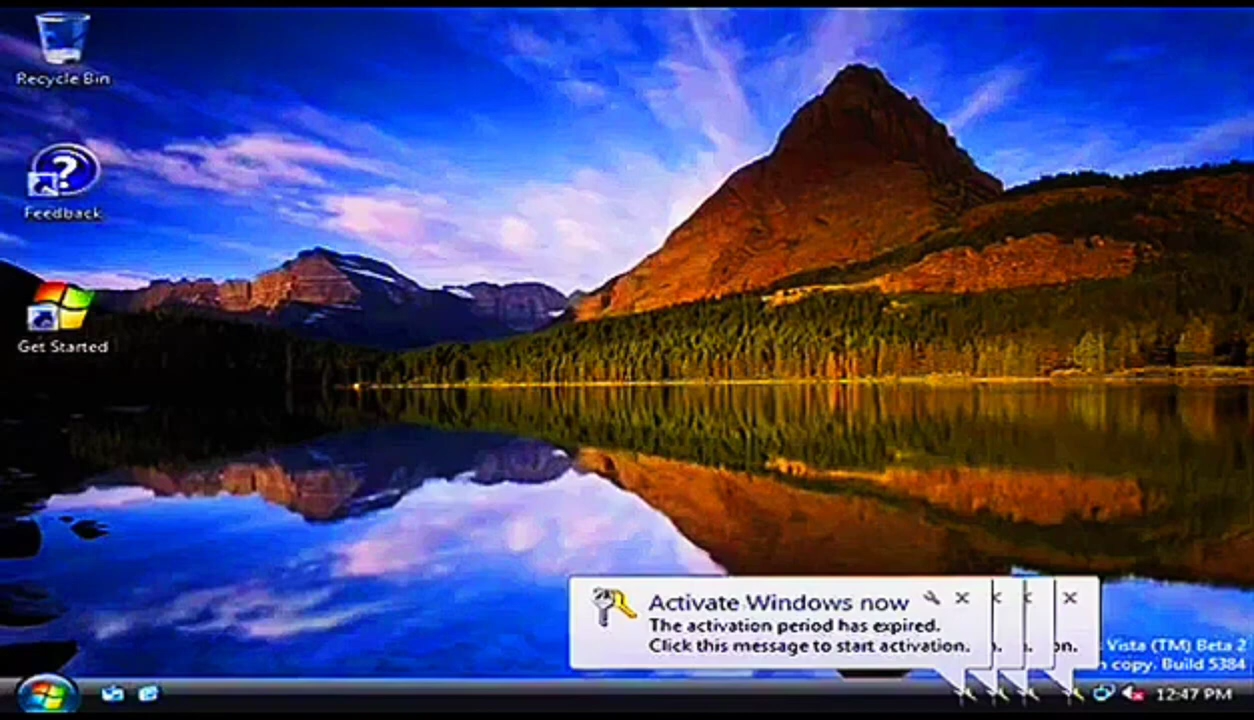 Recycle Bin
Feedback
Get Started
Activate Windows now
The activation period has expired.
Click this message to start activation.
n.
n.
on.
Vista (TM) Beta 2
copy. Build 5384
12:47 PM